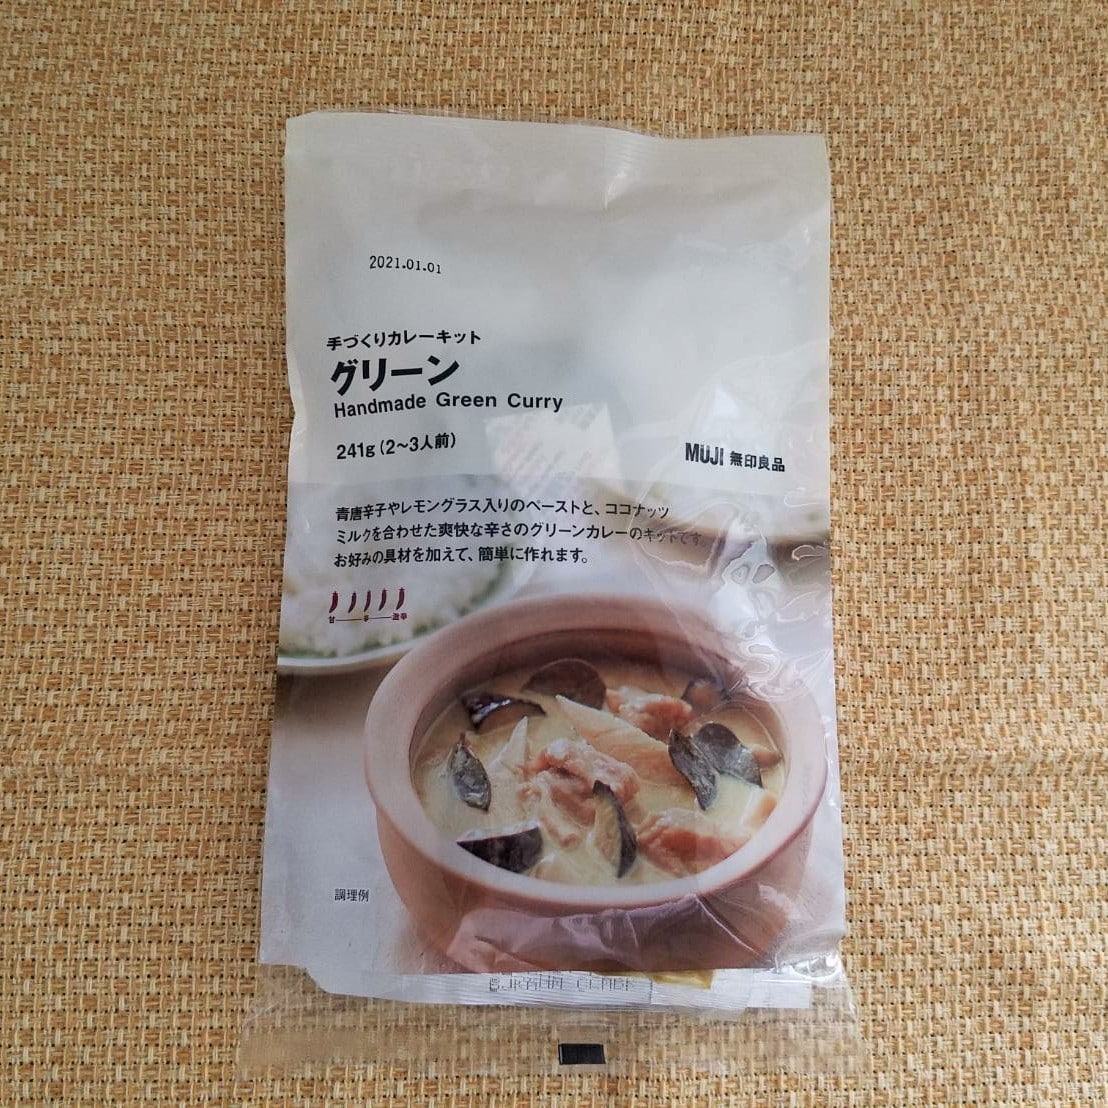 2021.01.01
手づくりカレーキット
グリーン
Handmade Green Curry
241g(2~3人前)
MUJI 無印良品
青唐辛子やレモングラス入りのペーストと、ココナッツ
ミルクを合わせた爽快な辛さのグリーンカレーのキットです。
お好みの具材を加えて、簡単に作れます。
甘 辛 激辛
調理例